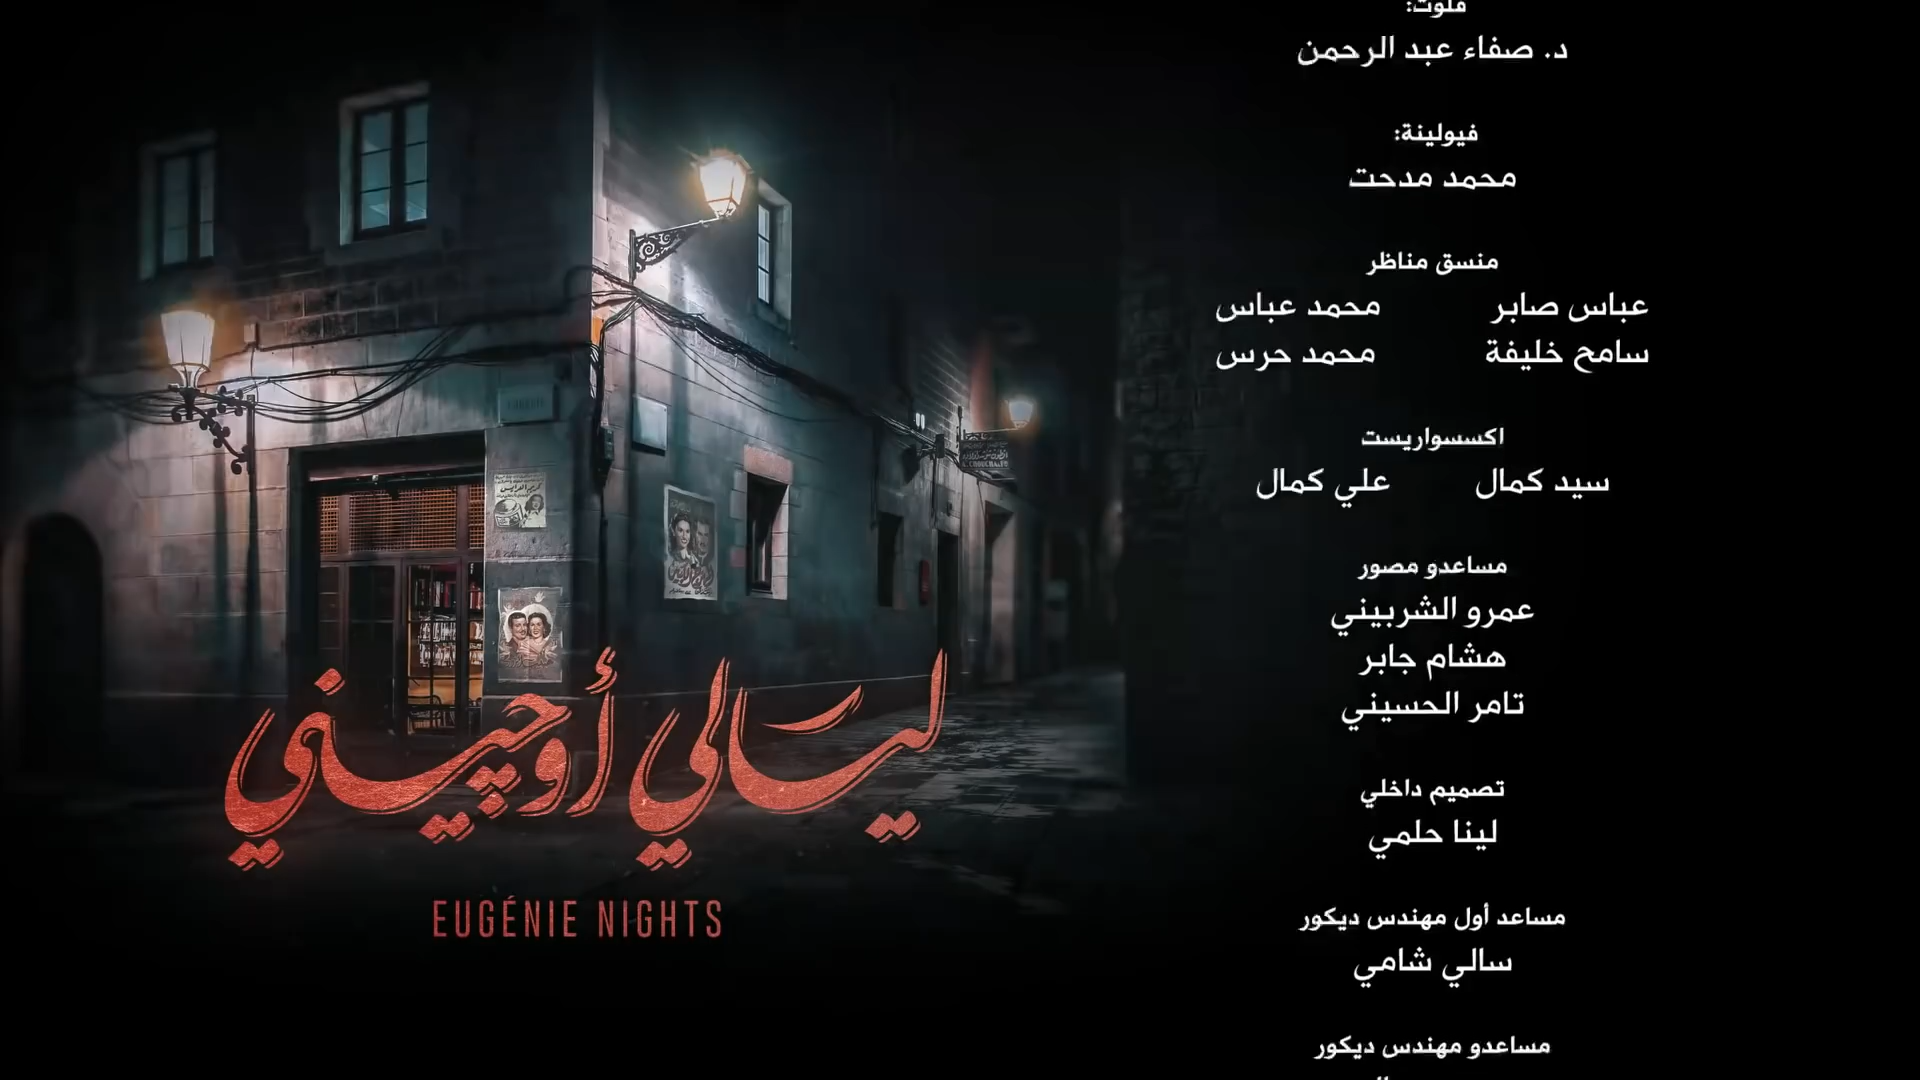 فلوت:
د. صفاء عبد الرحمن
فيولينة:
محمد مدحت
منسق مناظر
عباس صابر محمد عباس
سامح خليفة محمد حرس
اكسسواريست
سيد كمال علي كمال
مساعدو مصور
عمرو الشربيني
هشام جابر
تامر الحسيني
تصميم داخلي
لينا حلمي
مساعد أول مهندس ديكور
سالي شامي
مساعدو مهندس ديكور
ليالي أوچيني
EUGÉNIE NIGHTS